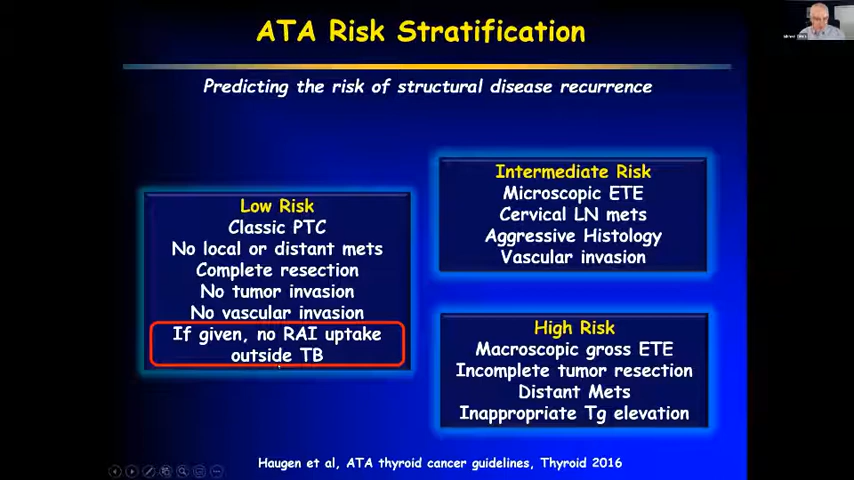 ATA Risk Stratification
Predicting the risk of structural disease recurrence
Low Risk
Classic PTC
No local or distant mets
Complete resection
No tumor invasion
No vascular invasion
If given, no RAI uptake
outside TB
Intermediate Risk
Microscopic ETE
Cervical LN mets
Aggressive Histology
Vascular invasion
High Risk
Macroscopic gross ETE
Incomplete tumor resection
Distant Mets
Inappropriate Tg elevation
Haugen et al, ATA thyroid cancer guidelines, Thyroid 2016